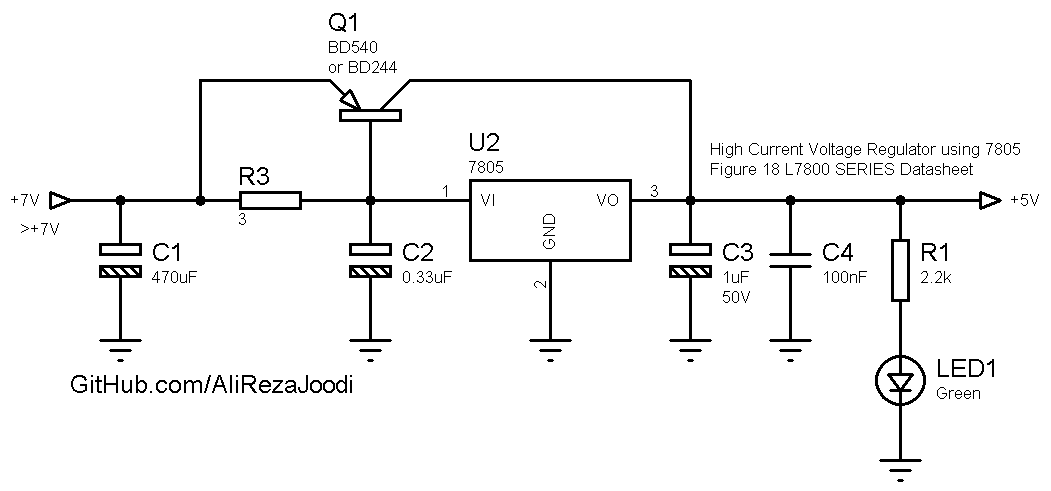 Q1
BD540
or BD244
U2
7805
High Current Voltage Regulator using 7805
Figure 18 L7800 SERIES Datasheet
R3
3
1
VI
VO
3
GND
2
+7V
>+7V
+5V
C1
470uF
C2
0.33uF
C3
1uF
50V
C4
100nF
R1
2.2k
LED1
Green
GitHub.com/AliRezaJoodi